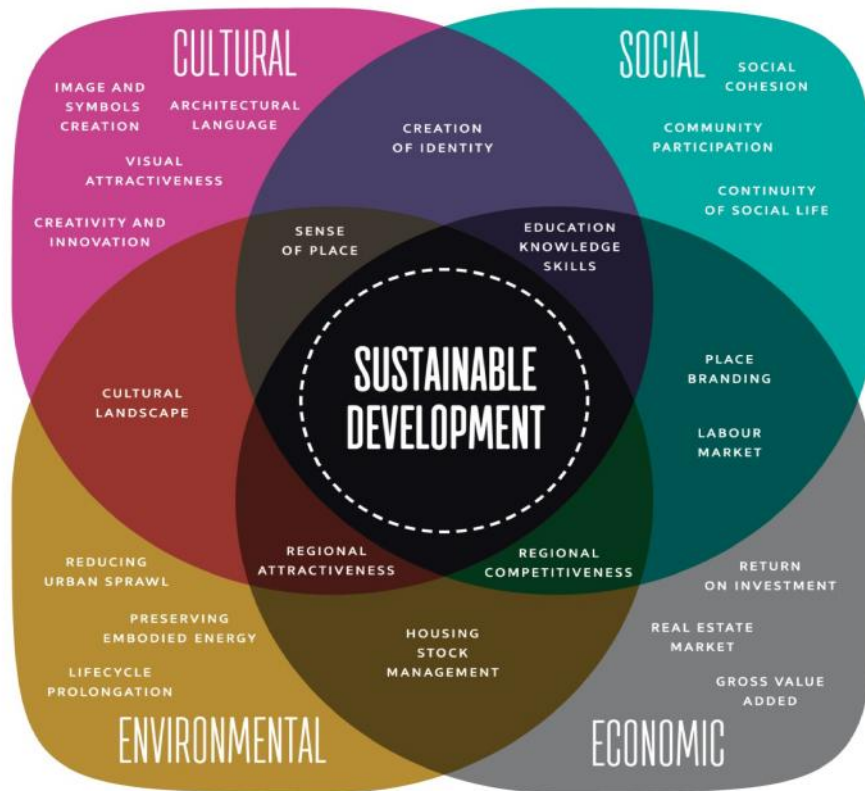 CULTURAL
IMAGE AND
SYMBOLS
CREATION
ARCHITECTURAL
LANGUAGE
VISUAL
ATTRACTIVENESS
CREATIVITY AND
INNOVATION
CREATION
OF IDENTITY
SOCIAL
SOCIAL
COHESION
COMMUNITY
PARTICIPATION
CONTINUITY
OF SOCIAL LIFE
SENSE
OF PLACE
EDUCATION
KNOWLEDGE
SKILLS
CULTURAL
LANDSCAPE
SUSTAINABLE
DEVELOPMENT
PLACE
BRANDING
LABOUR
MARKET
REGIONAL
ATTRACTIVENESS
REGIONAL
COMPETITIVENESS
REDUCING
URBAN SPRAWL
PRESERVING
EMBODIED ENERGY
LIFECYCLE
PROLONGATION
ENVIRONMENTAL
HOUSING
STOCK
MANAGEMENT
RETURN
ON INVESTMENT
REAL ESTATE
MARKET
GROSS VALUE
ADDED
ECONOMIC